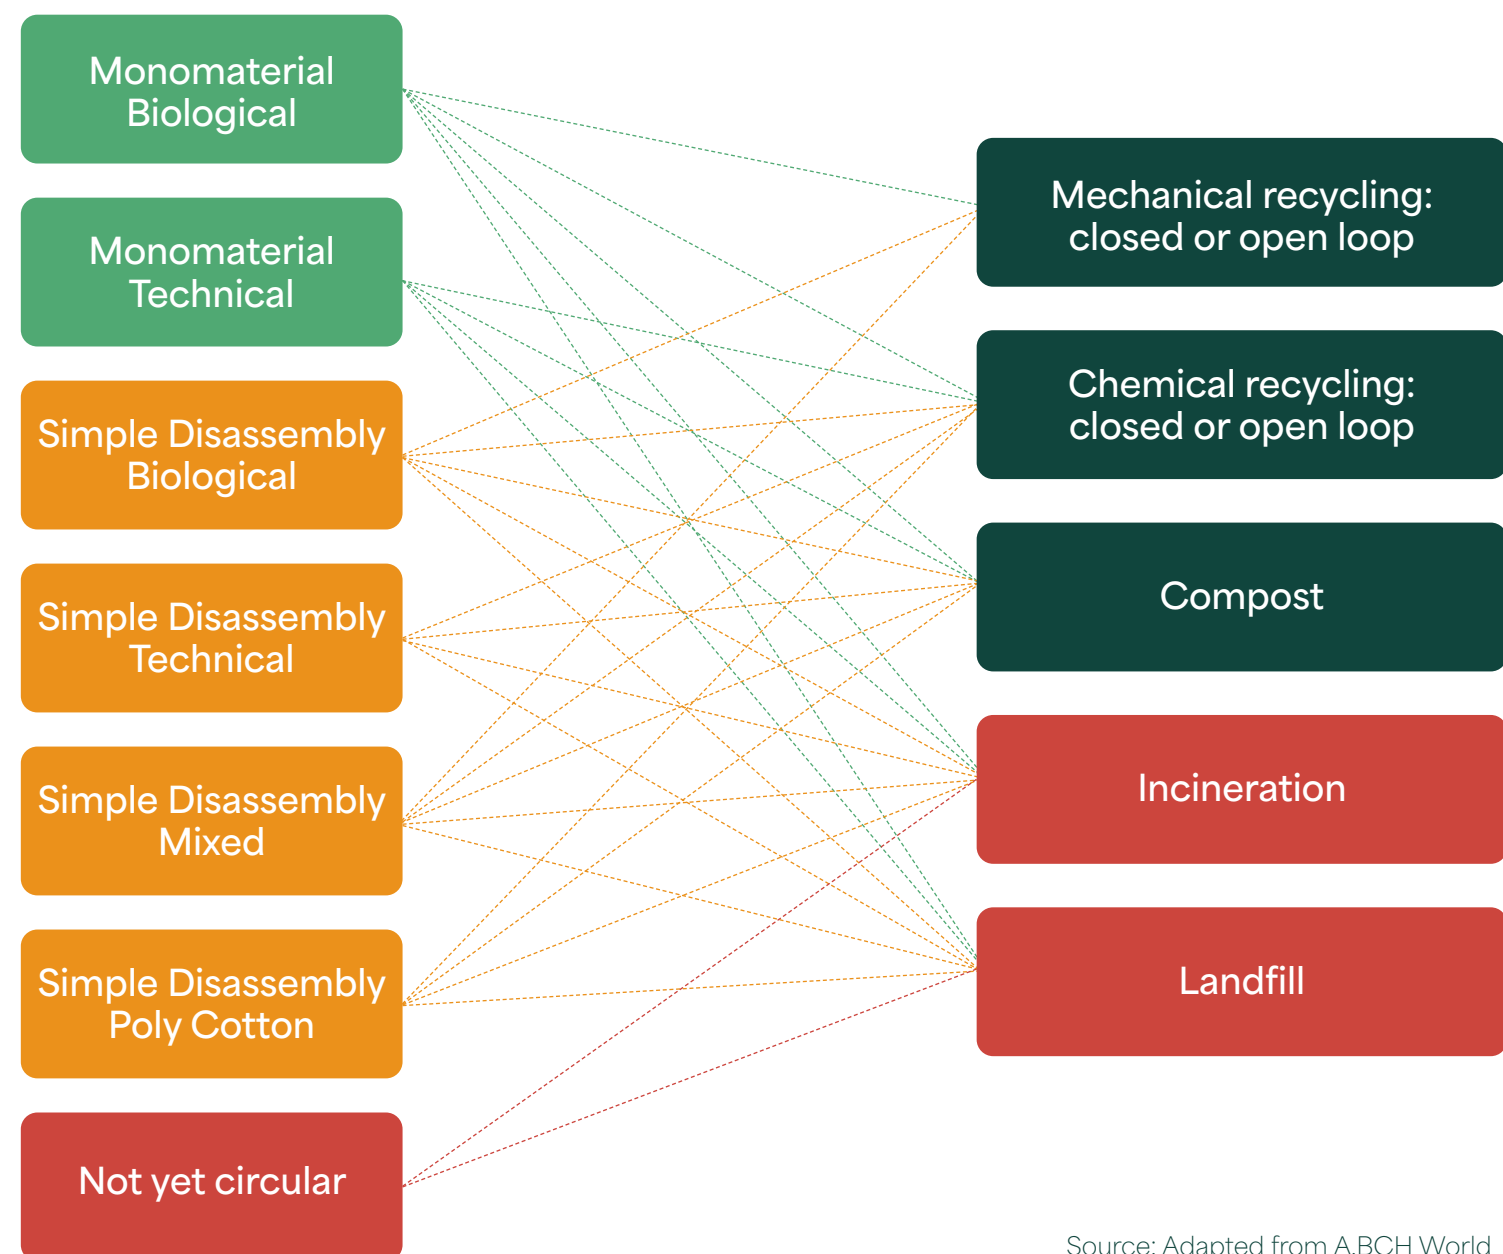 Monomaterial
Biological
Monomaterial
Technical
Simple Disassembly
Biological
Simple Disassembly
Technical
Simple Disassembly
Mixed
Simple Disassembly
Poly Cotton
Not yet circular
Mechanical recycling:
closed or open loop
Chemical recycling:
closed or open loop
Compost
Incineration
Landfill
Source: Adapted from A.BCH World